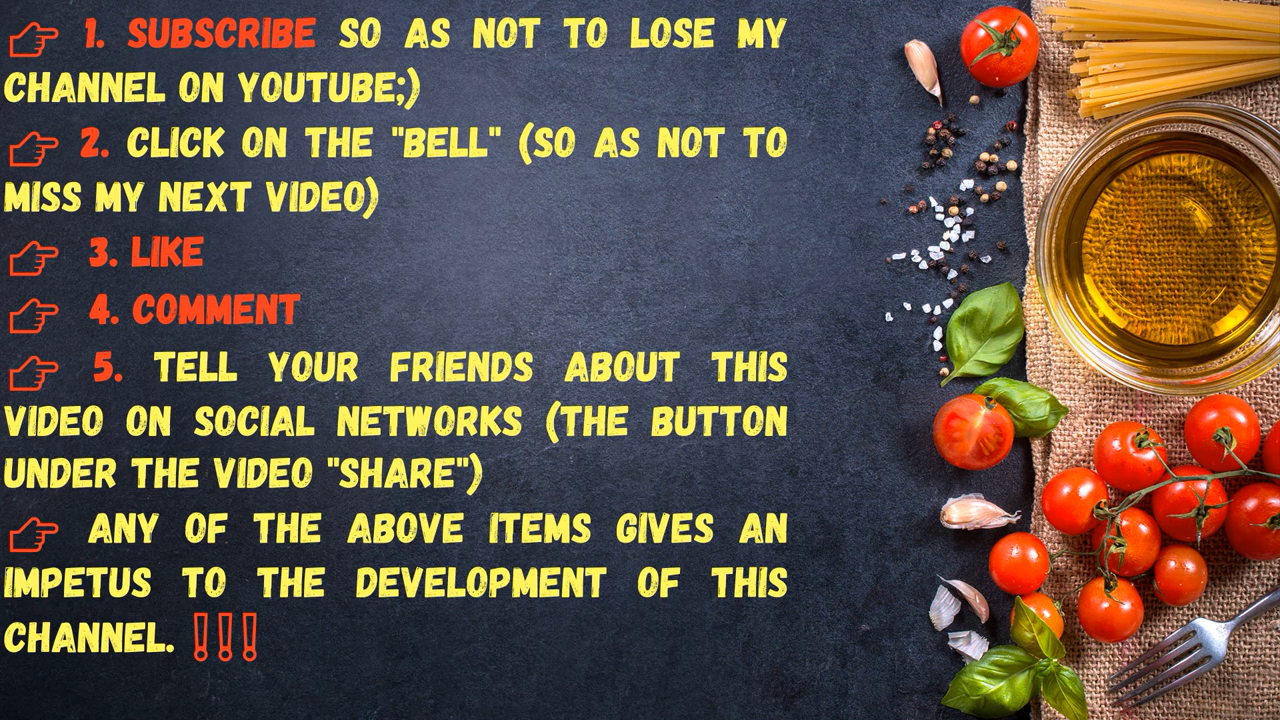 👉 1. SUBSCRIBE SO AS NOT TO LOSE MY
CHANNEL ON YOUTUBE;)
👉 2. CLICK ON THE "BELL" (SO AS NOT TO
MISS MY NEXT VIDEO)
👉 3. LIKE
👉 4. COMMENT
👉 5. TELL YOUR FRIENDS ABOUT THIS
VIDEO ON SOCIAL NETWORKS (THE BUTTON
UNDER THE VIDEO "SHARE")
👉 ANY OF THE ABOVE ITEMS GIVES AN
IMPETUS TO THE DEVELOPMENT OF THIS
CHANNEL. !!!